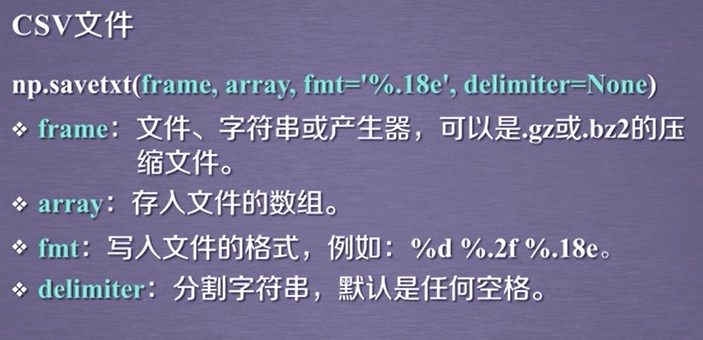 CSV文件
np.savetxt(frame, array, fmt='%.18e', delimiter=None)
❖ frame：文件、字符串或产生器，可以是.gz或.bz2的压
缩文件。
❖ array：存入文件的数组。
❖ fmt：写入文件的格式，例如：%d %.2f %.18e。
❖ delimiter：分割字符串，默认是任何空格。